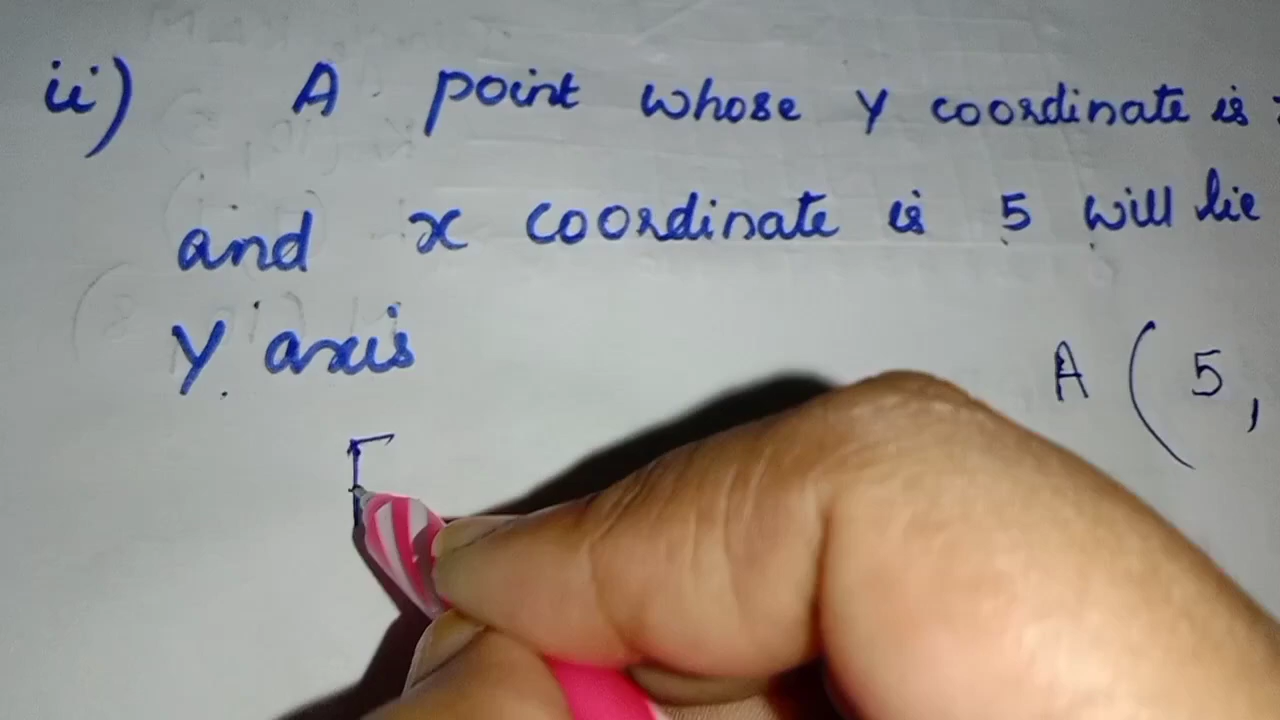 ii) A point whose Y coordinate is
and x coordinate is 5 will lie
Y axis
A ( 5 ,